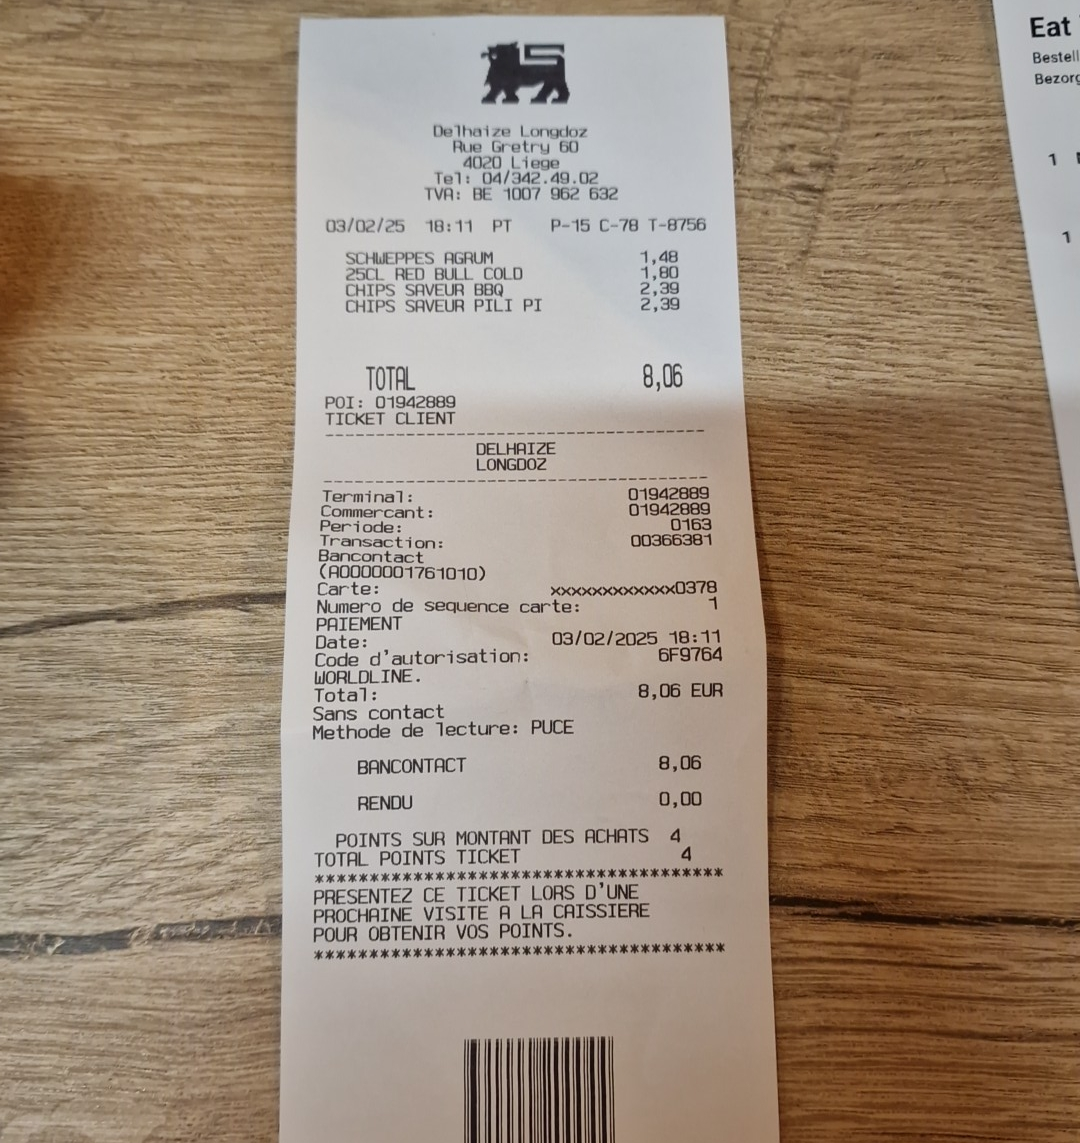 Delhaize Longdoz
Rue Gretry 60
4020 Liege
Tel: 04/342.49.02
TVA: BE 1007 962 632
03/02/25 18:11 PT P-15 C-78 T-8756
SCHWEPPES AGRUM 1,48
25CL RED BULL COLD 1,80
CHIPS SAVEUR BBQ 2,39
CHIPS SAVEUR PILI PI 2,39
TOTAL 8,06
POI: 01942889
TICKET CLIENT
--------------------------------------
DELHAIZE
LONGDOZ
--------------------------------------
Terminal: 01942889
Commercant: 01942889
Periode: 0163
Transaction: 00366381
Bancontact
(A0000001761010)
Carte: xxxxxxxxxxxxx0378
Numero de sequence carte: 1
PAIEMENT
Date: 03/02/2025 18:11
Code d'autorisation: 6F9764
WORLDLINE.
Total: 8,06 EUR
Sans contact
Methode de lecture: PUCE
BANCONTACT 8,06
RENDU 0,00
POINTS SUR MONTANT DES ACHATS 4
TOTAL POINTS TICKET 4
****************************************
PRESENTEZ CE TICKET LORS D'UNE
PROCHAINE VISITE A LA CAISSIERE
POUR OBTENIR VOS POINTS.
****************************************
Eat
Bestell
Bezorg
1
1